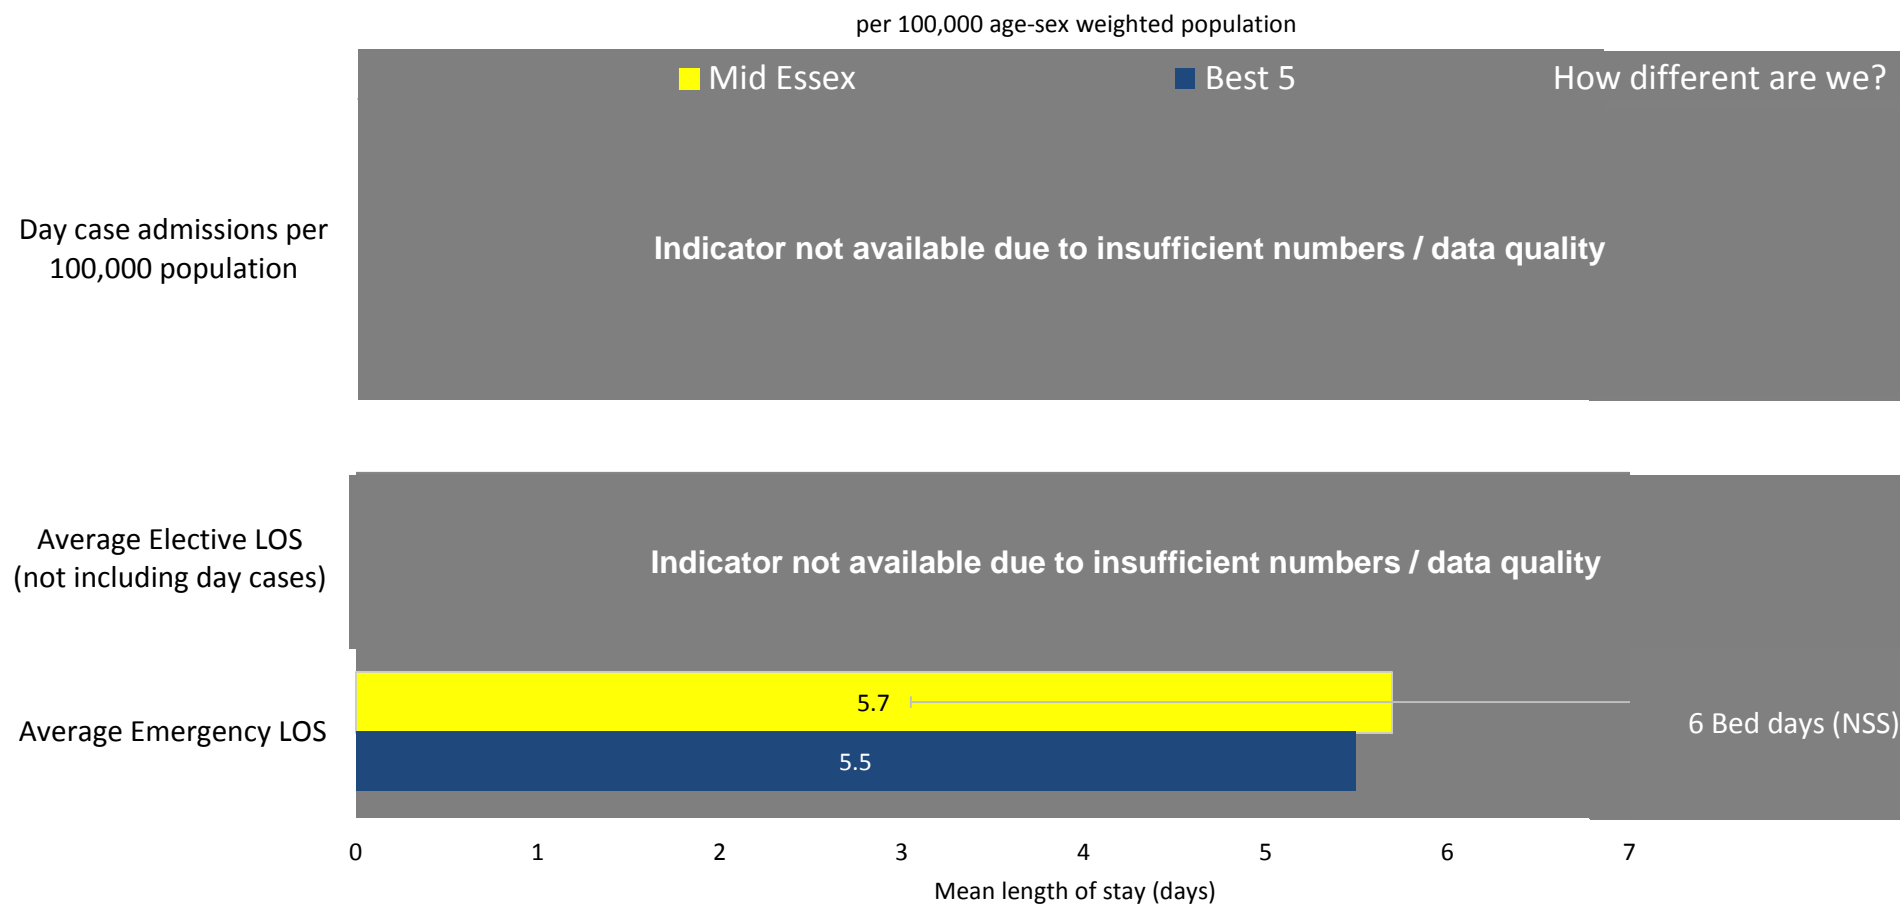 per 100,000 age-sex weighted population
Mid Essex
Best 5
How different are we?
Day case admissions per
100,000 population
Indicator not available due to insufficient numbers / data quality
Average Elective LOS
(not including day cases)
Indicator not available due to insufficient numbers / data quality
Average Emergency LOS
5.7
5.5
6 Bed days (NSS)
0 1 2 3 4 5 6 7
Mean length of stay (days)